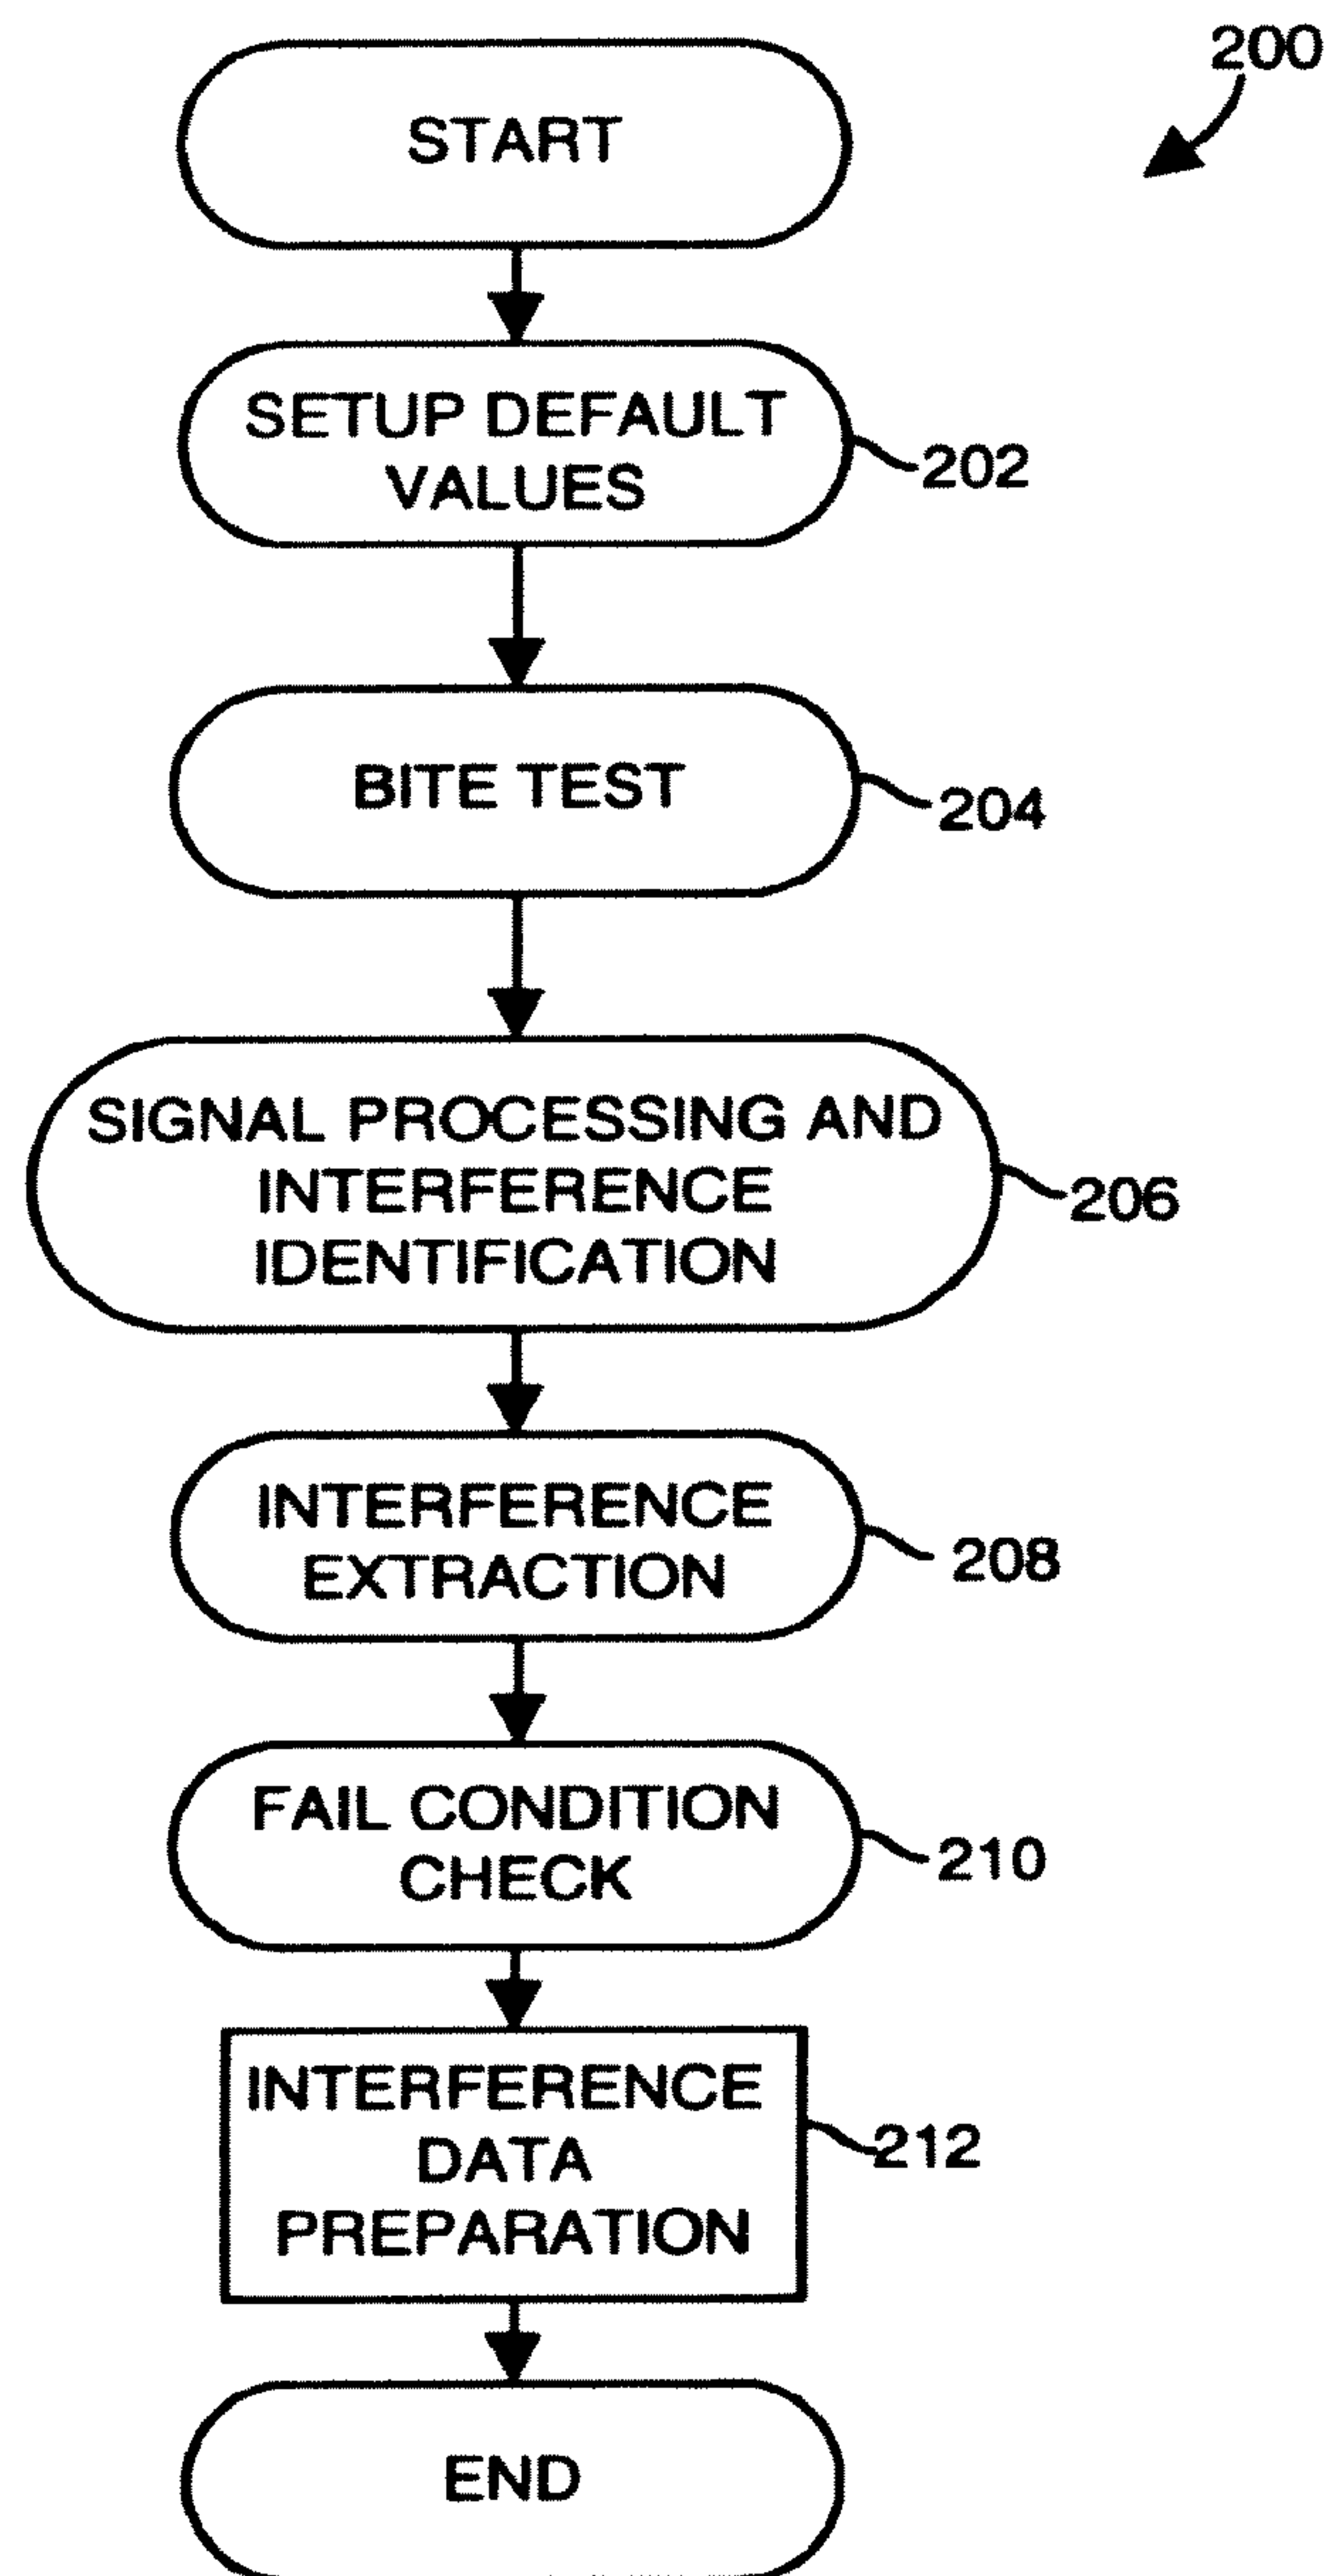 200
START
SETUP DEFAULT
VALUES
202
BITE TEST
204
SIGNAL PROCESSING AND
INTERFERENCE
IDENTIFICATION
206
INTERFERENCE
EXTRACTION
208
FAIL CONDITION
CHECK
210
INTERFERENCE
DATA
PREPARATION
212
END